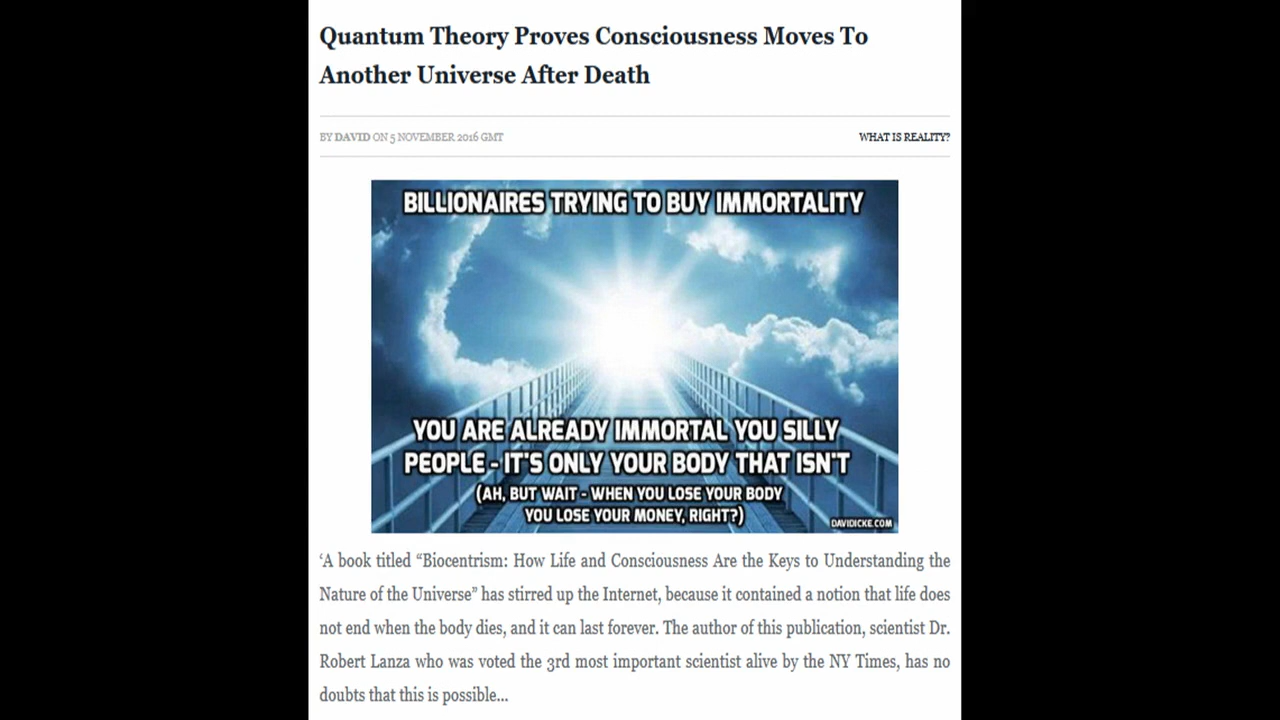 Quantum Theory Proves Consciousness Moves To
Another Universe After Death
BY DAVID ON 5 NOVEMBER 2016 GMT
WHAT IS REALITY?
BILLIONAIRES TRYING TO BUY IMMORTALITY
YOU ARE ALREADY IMMORTAL YOU SILLY
PEOPLE - IT'S ONLY YOUR BODY THAT ISN'T
(AH, BUT WAIT - WHEN YOU LOSE YOUR BODY
YOU LOSE YOUR MONEY, RIGHT?)
DAVIDICKE.COM
‘A book titled “Biocentrism: How Life and Consciousness Are the Keys to Understanding the
Nature of the Universe” has stirred up the Internet, because it contained a notion that life does
not end when the body dies, and it can last forever. The author of this publication, scientist Dr.
Robert Lanza who was voted the 3rd most important scientist alive by the NY Times, has no
doubts that this is possible...